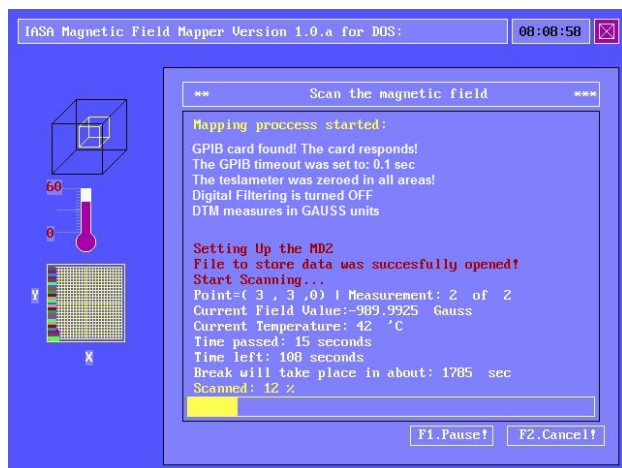 IASA Magnetic Field Mapper Version 1.0.a for DOS:
08:08:58
** Scan the magnetic field ***
Mapping proccess started:
GPIB card found! The card responds!
The GPIB timeout was set to: 0.1 sec
The teslameter was zeroed in all areas!
Digital Filtering is turned OFF
DTM measures in GAUSS units
60
0
Setting Up the MD2
File to store data was succesfully opened!
Start Scanning...
Point=( 3 , 3 ,0) | Measurement: 2 of 2
Current Field Value:-989.9925 Gauss
Current Temperature: 42 'C
Time passed: 15 seconds
Time left: 108 seconds
Break will take place in about: 1785 sec
Scanned: 12 %
Y
X
F1.Pause! F2.Cancel!